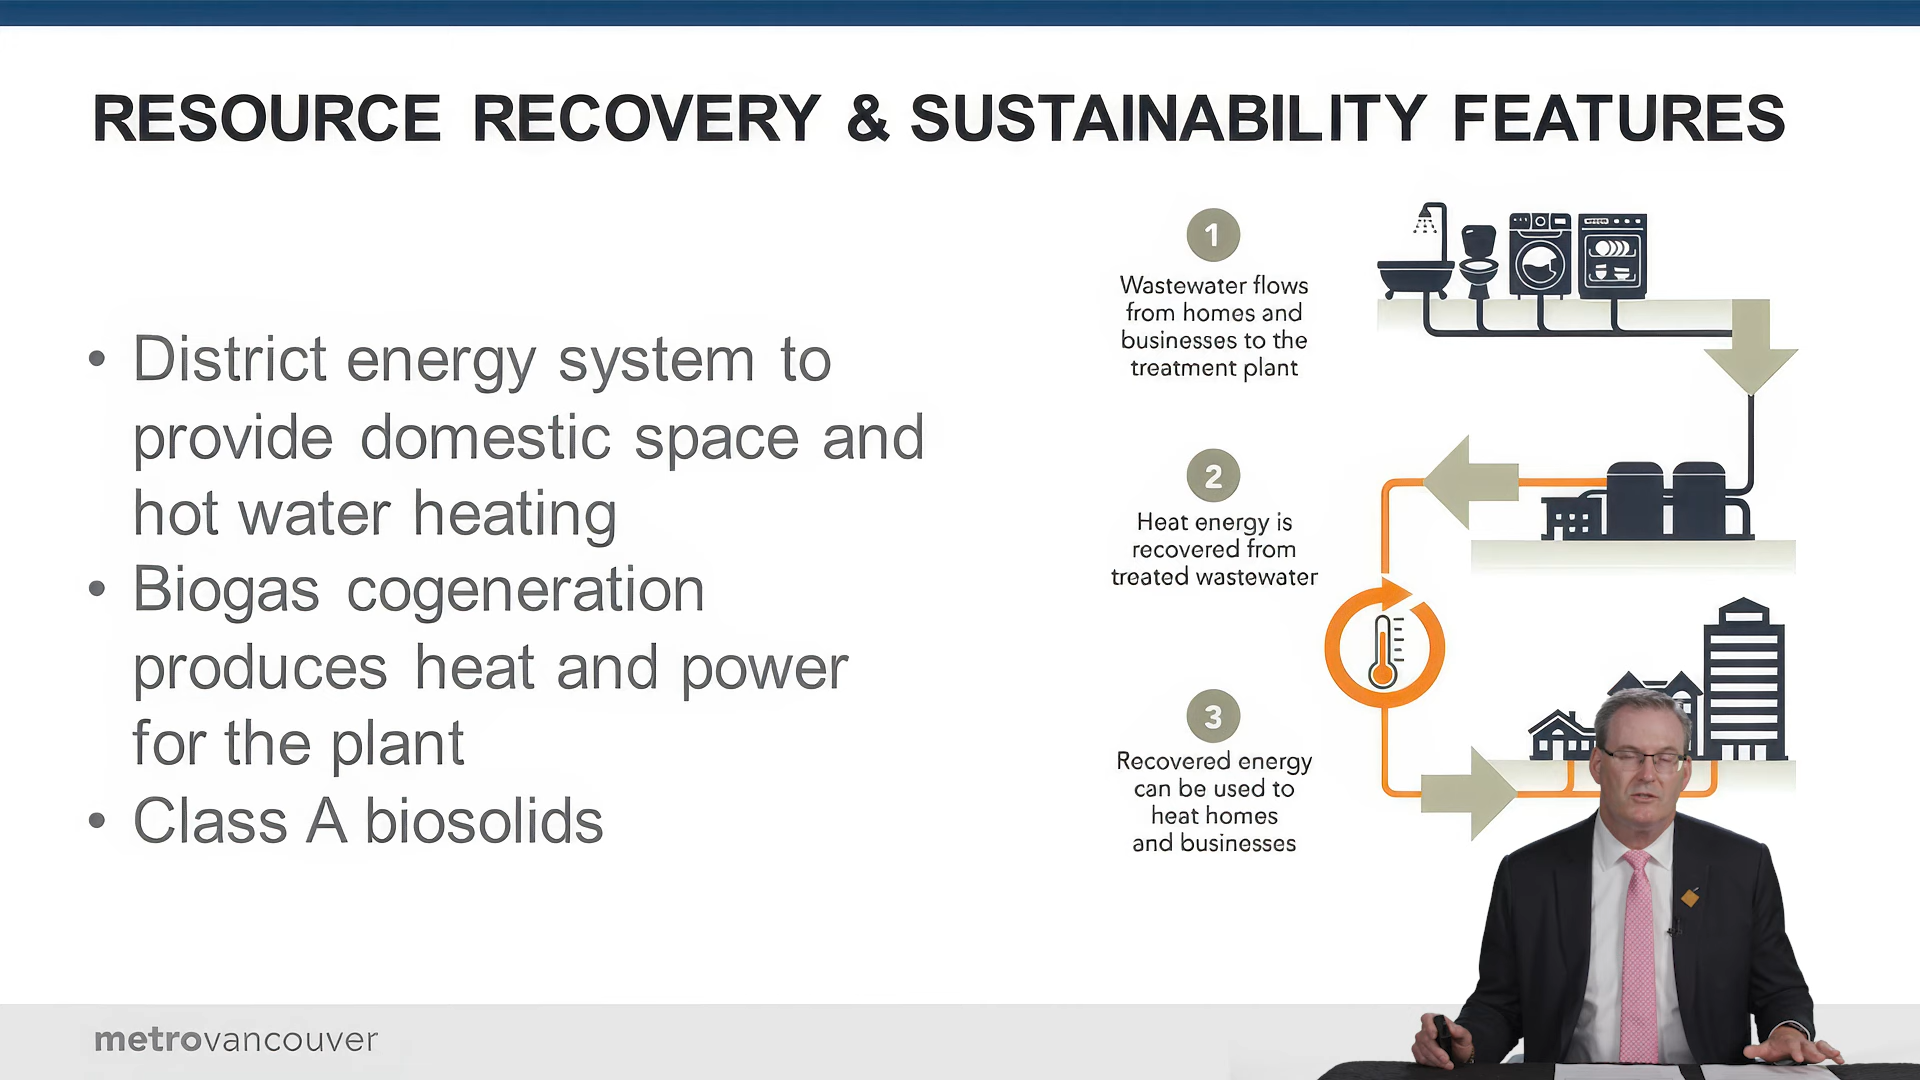 RESOURCE RECOVERY & SUSTAINABILITY FEATURES
• District energy system to
provide domestic space and
hot water heating
• Biogas cogeneration
produces heat and power
for the plant
• Class A biosolids
1
Wastewater flows
from homes and
businesses to the
treatment plant
2
Heat energy is
recovered from
treated wastewater
3
Recovered energy
can be used to
heat homes
and businesses
metrovancouver